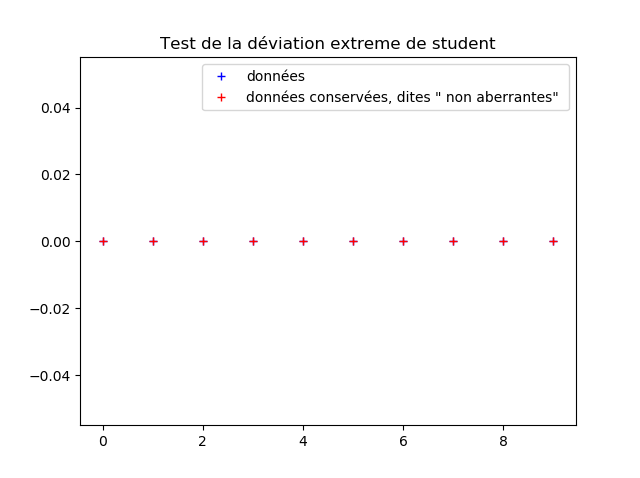 Test de la déviation extreme de student
données
données conservées, dites " non aberrantes"
0.04
0.02
0.00
−0.02
−0.04
0 2 4 6 8